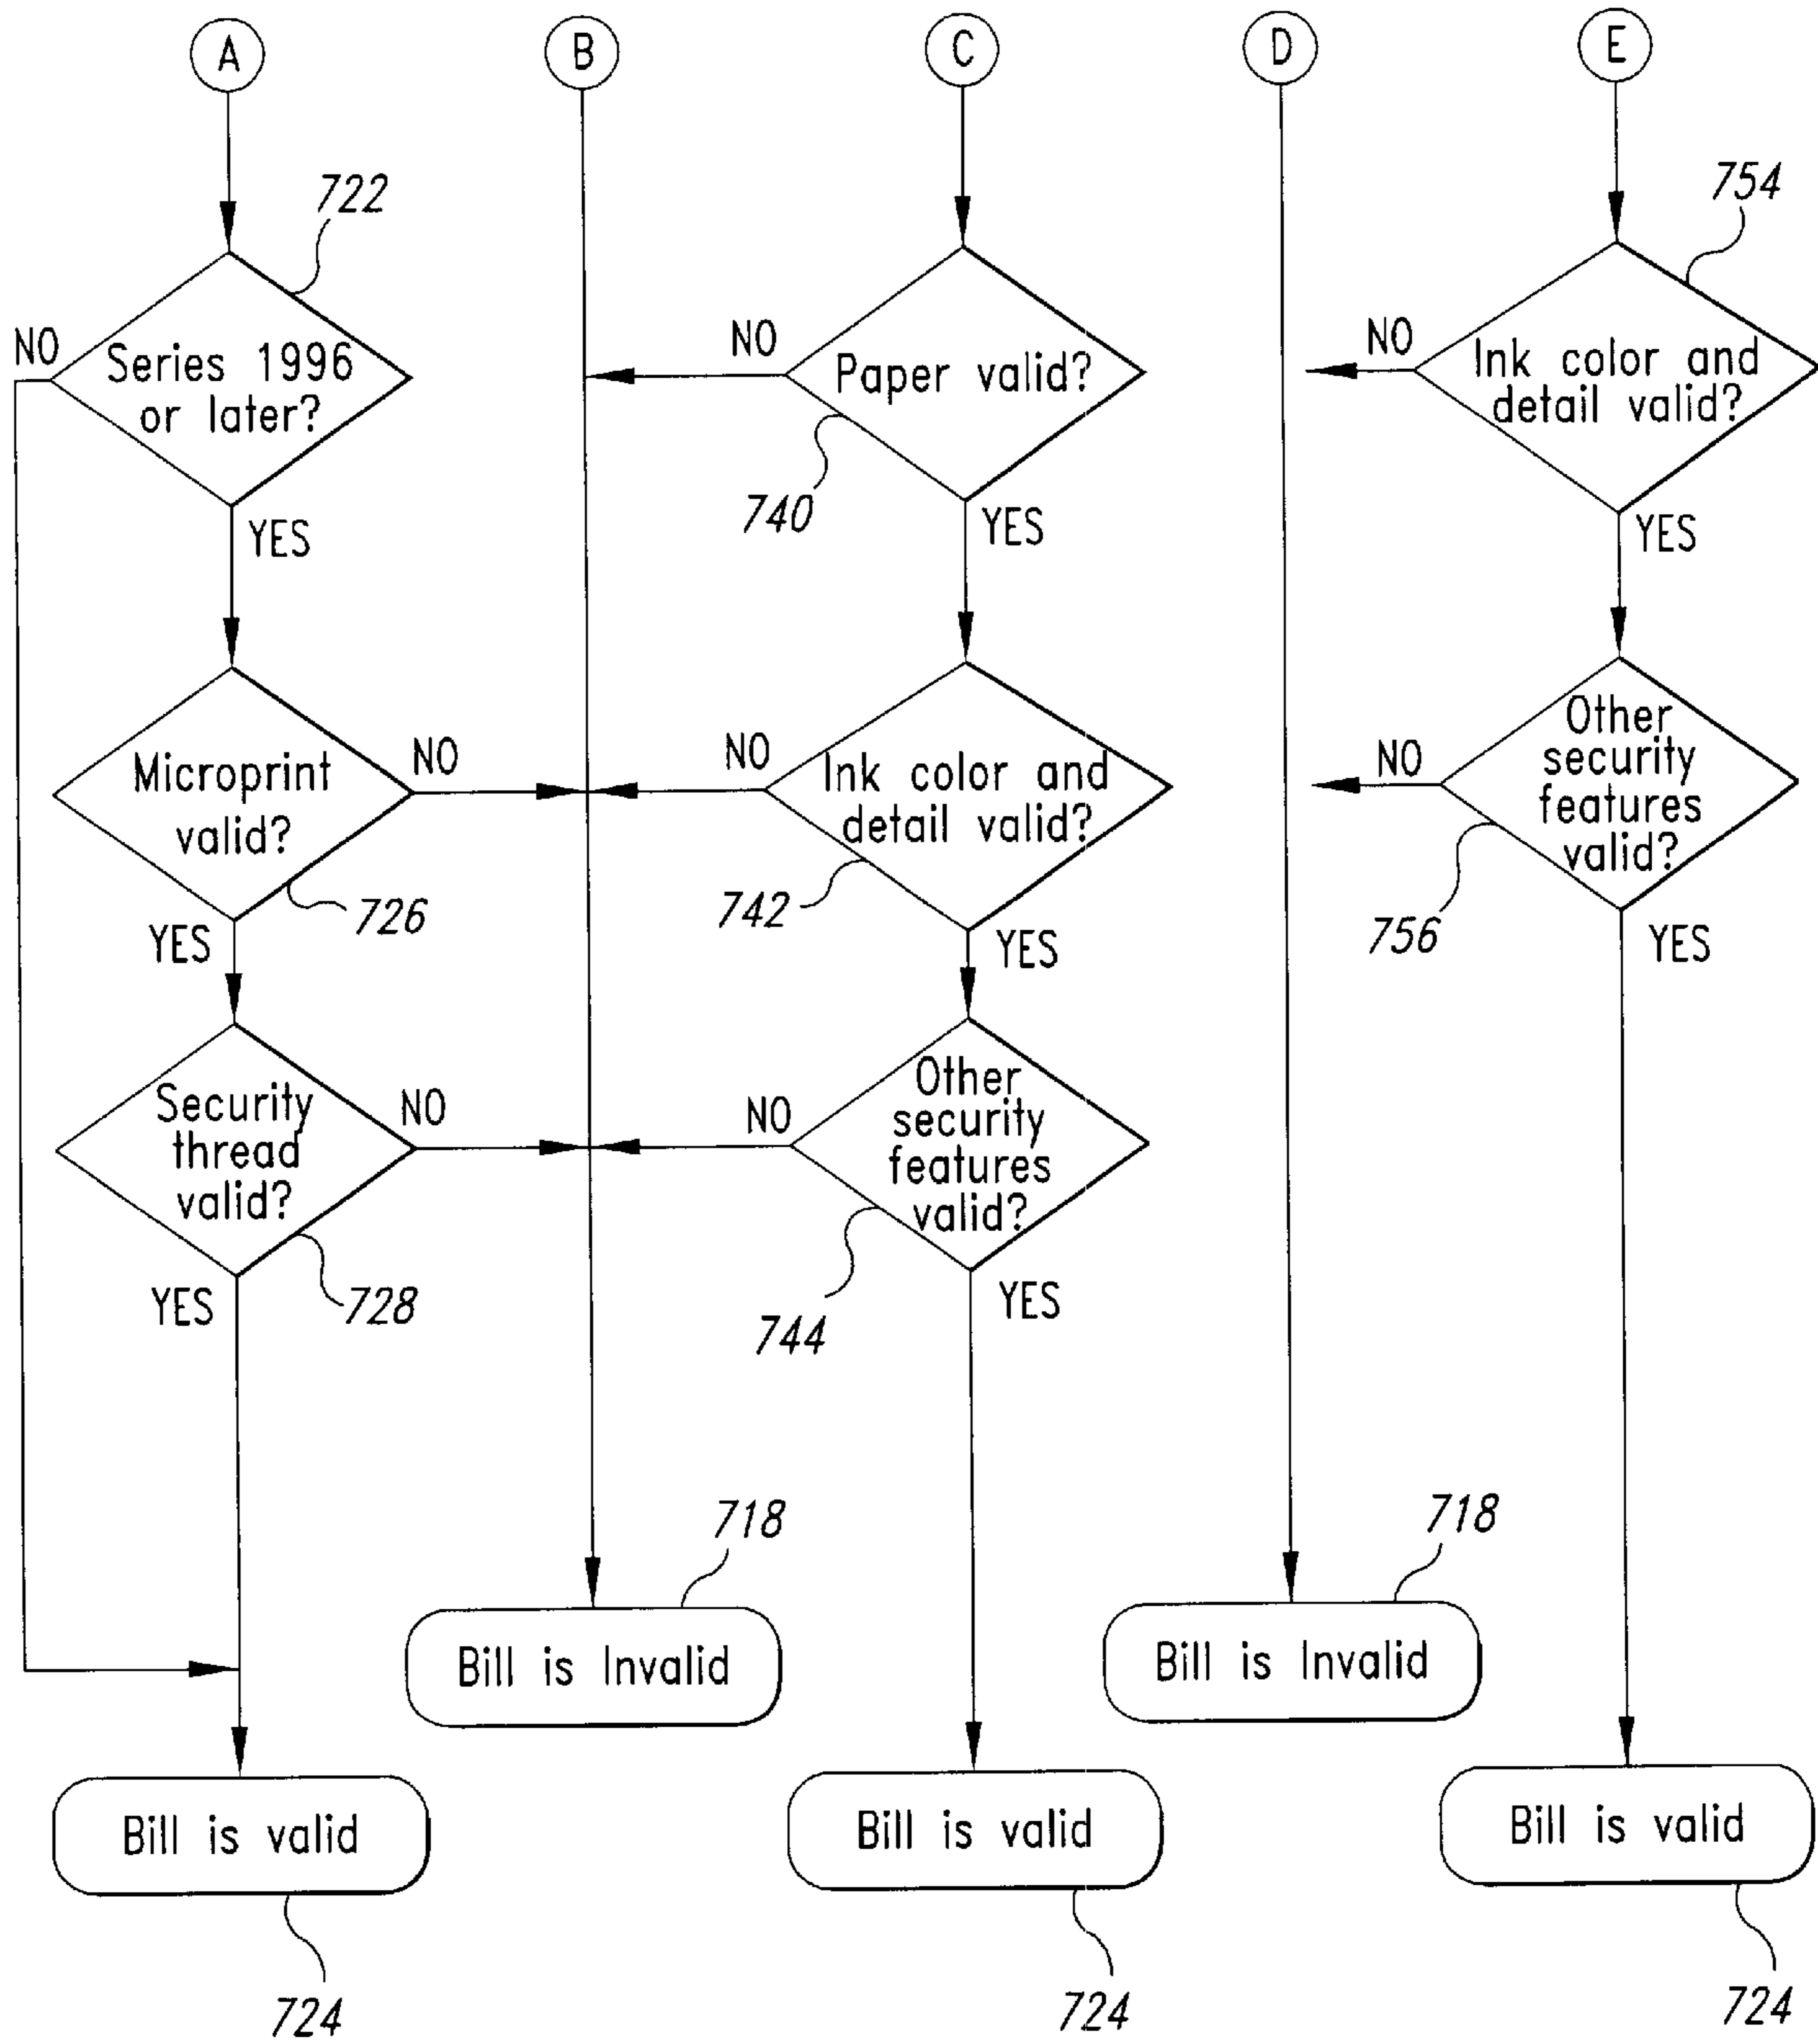 A
B
C
D
E
722
754
NO
Series 1996
or later?
YES
NO
Paper valid?
740
YES
NO
Ink color and
detail valid?
YES
Microprint
valid?
NO
726
YES
NO
Ink color and
detail valid?
742
YES
NO
Other
security
features
valid?
756
YES
Security
thread
valid?
NO
728
YES
NO
Other
security
features
valid?
744
YES
718
Bill is Invalid
718
Bill is Invalid
Bill is valid
724
Bill is valid
724
Bill is valid
724